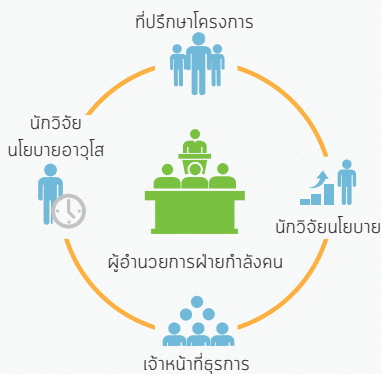 ที่ปรึกษาโครงการ
นักวิจัย
นโยบายอาวุโส
นักวิจัยนโยบาย
ผู้อำนวยการฝ่ายกำลังคน
เจ้าหน้าที่ธุรการ